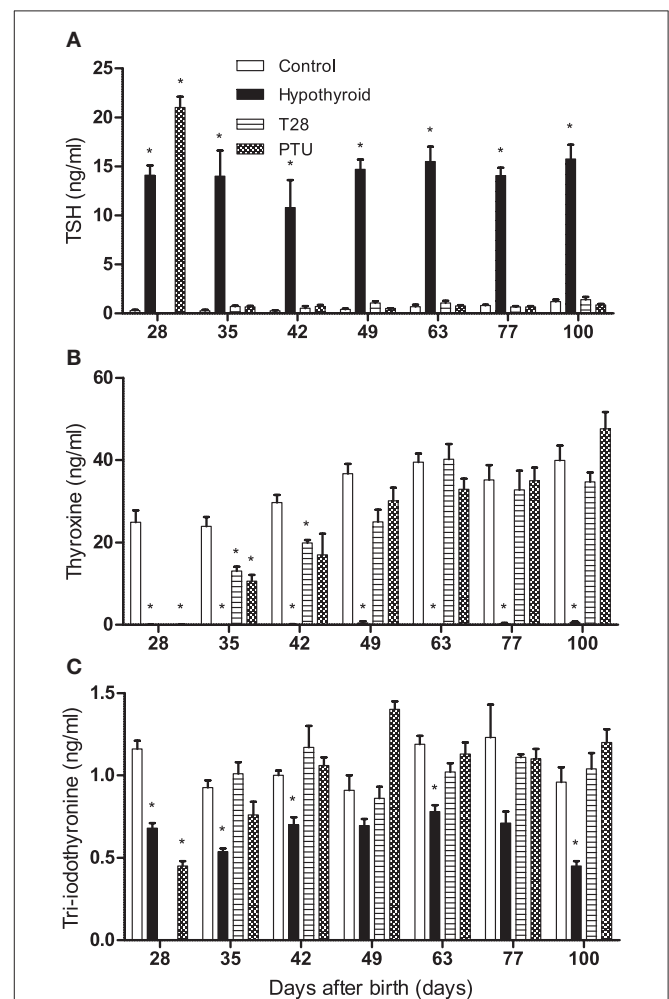 A
25
20
15
10
5
0
TSH (ng/ml)
Control
Hypothyroid
T28
PTU
* * * * * * * *
28 35 42 49 63 77 100
B
60
40
20
0
Thyroxine (ng/ml)
* * * * * * * * * * *
28 35 42 49 63 77 100
C
1.5
1.0
0.5
0.0
Tri-iodothyronine (ng/ml)
* * * * * *
28 35 42 49 63 77 100
Days after birth (days)